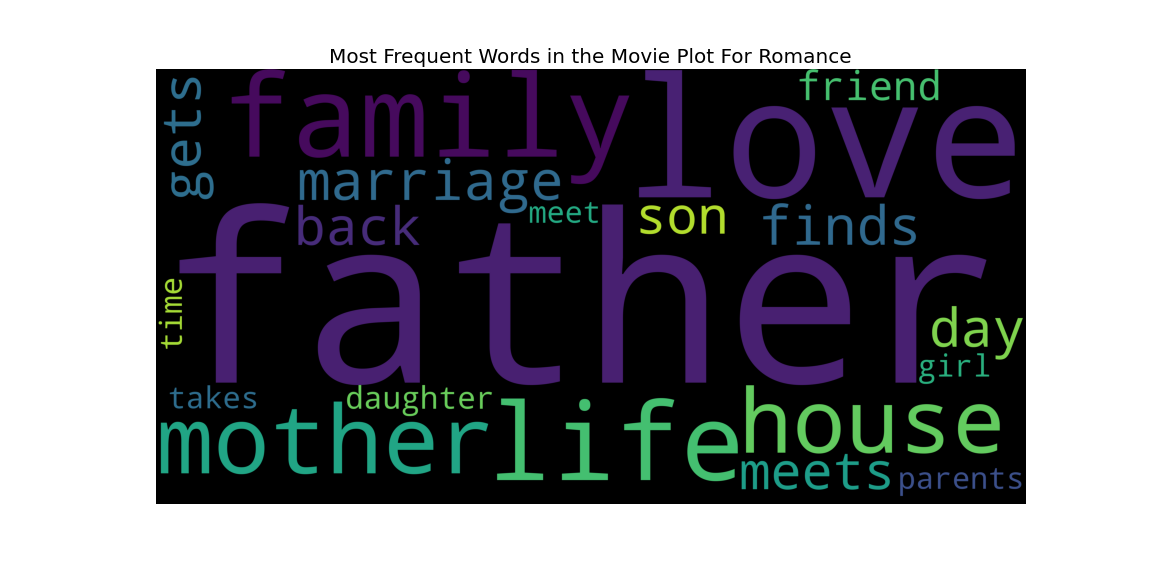 Most Frequent Words in the Movie Plot For Romance
gets
family
love
friend
marriage
back
meet
son
finds
father
time
day
girl
takes
daughter
mother
life
house
meets
parents